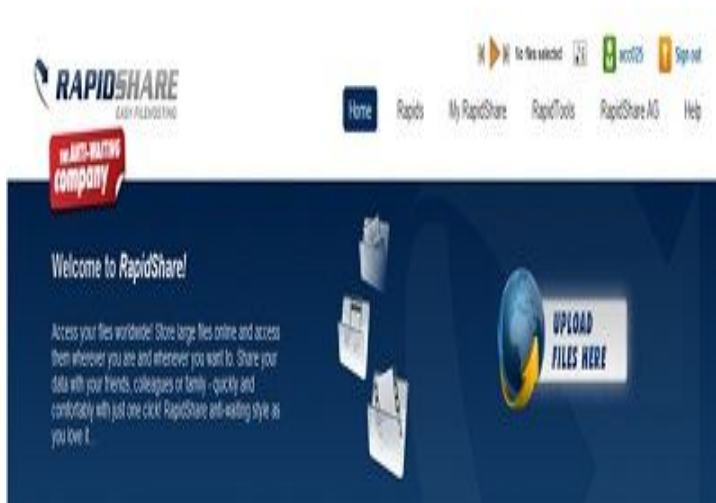 No files selected
acc025
Sign out
RAPIDSHARE
EASY FILEHOSTING
Home
Rapids
My RapidShare
RapidTools
RapidShare AG
Help
THE ANTI-WAITING
company
Welcome to RapidShare!
Access your files worldwide! Store large files online and access
them wherever you are and whenever you want to. Share your
data with your friends, colleagues or family - quickly and
comfortably with just one click! RapidShare anti-waiting style as
you love it...
UPLOAD
FILES HERE